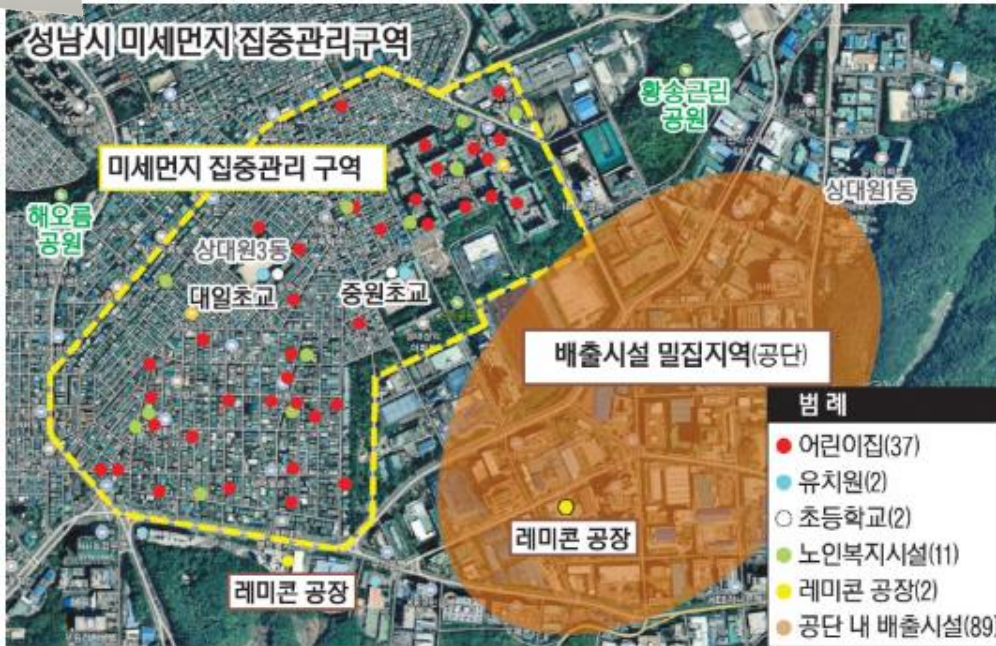 성남시 미세먼지 집중관리구역
황송근린
공원
미세먼지 집중관리 구역
상대원1동
해오름
공원
상대원3동
대일초교
중원초교
배출시설 밀집지역(공단)
범 례
어린이집(37)
유치원(2)
초등학교(2)
노인복지시설(11)
레미콘 공장(2)
공단 내 배출시설(89)
레미콘 공장
레미콘 공장